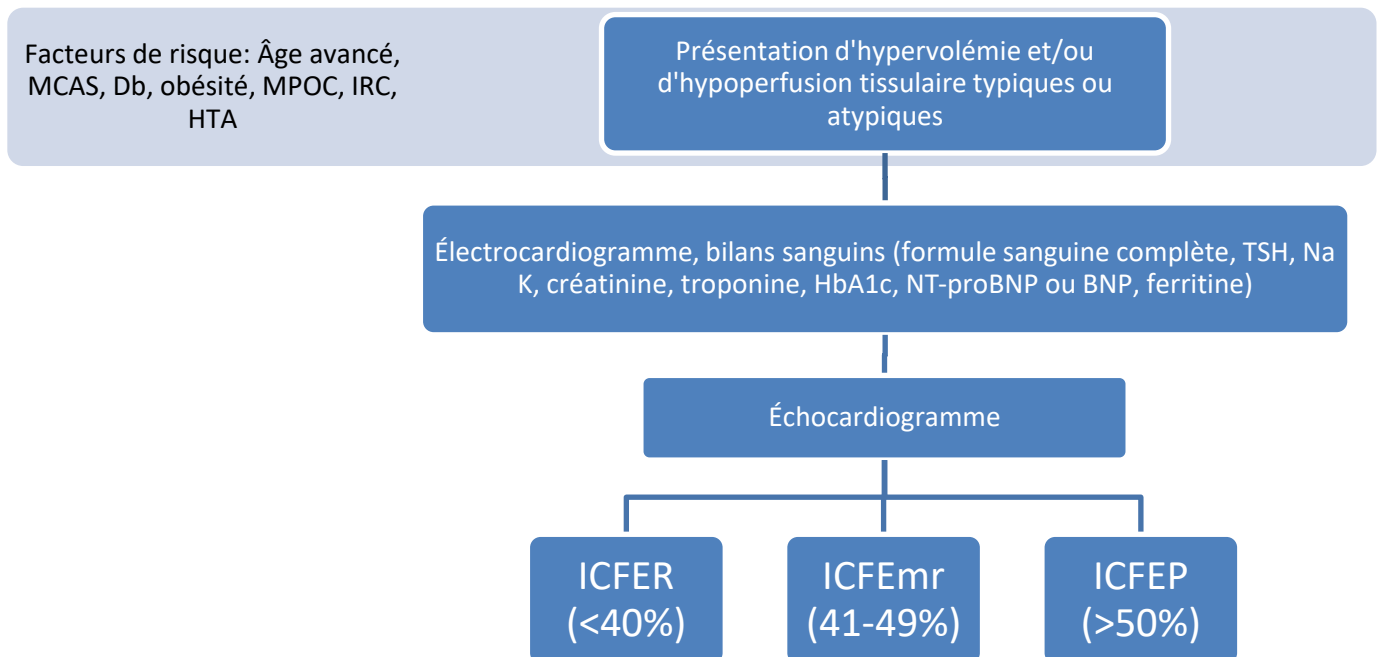 Facteurs de risque: Âge avancé,
MCAS, Db, obésité, MPOC, IRC,
HTA
Présentation d'hypervolémie et/ou
d'hypoperfusion tissulaire typiques ou
atypiques
Électrocardiogramme, bilans sanguins (formule sanguine complète, TSH, Na
K, créatinine, troponine, HbA1c, NT-proBNP ou BNP, ferritine)
Échocardiogramme
ICFER
(<40%)
ICFEmr
(41-49%)
ICFEP
(>50%)